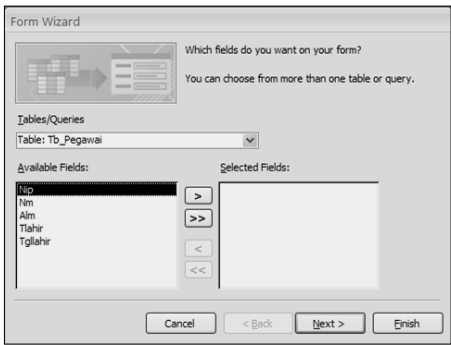 Form Wizard
Which fields do you want on your form?
You can choose from more than one table or query.
Tables/Queries
Table: Tb_Pegawai
Available Fields:
Selected Fields:
Nip
Nm
Alm
Tlahir
Tgllahir
>
>>
<
<<
Cancel
< Back
Next >
Finish